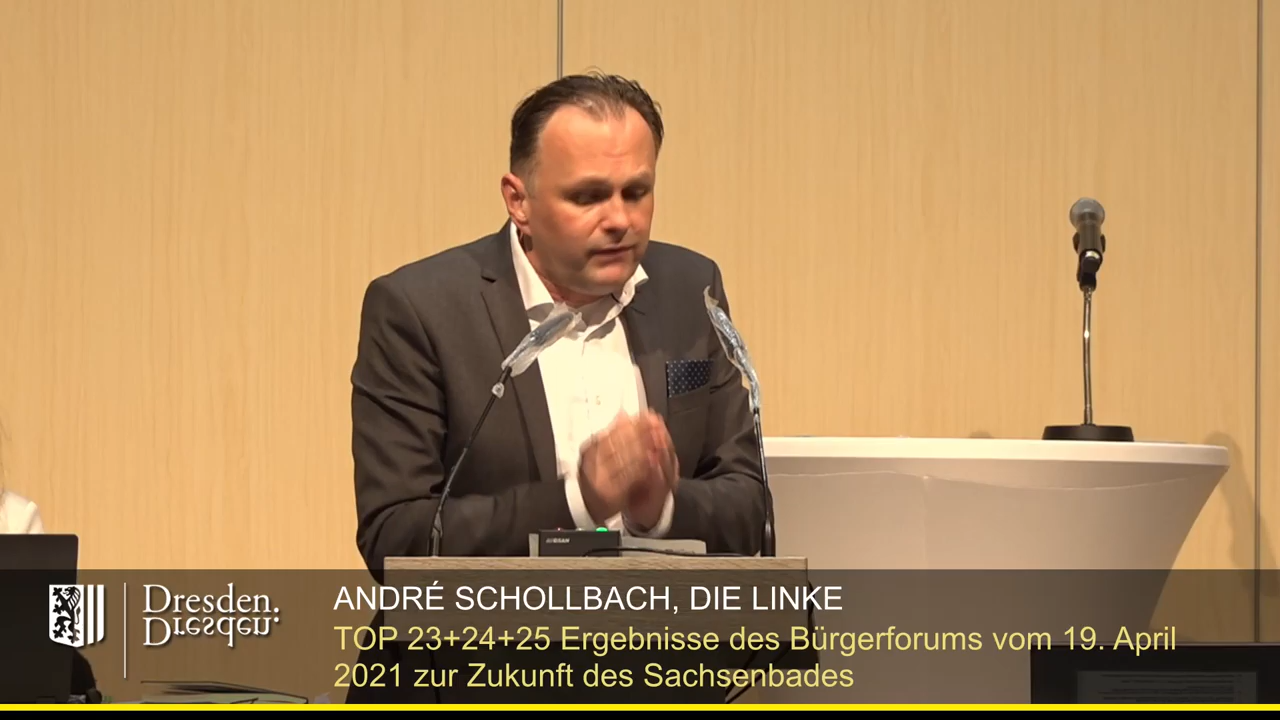 Dresden.
Dresden.
ANDRÉ SCHOLLBACH, DIE LINKE
TOP 23+24+25 Ergebnisse des Bürgerforums vom 19. April
2021 zur Zukunft des Sachsenbades